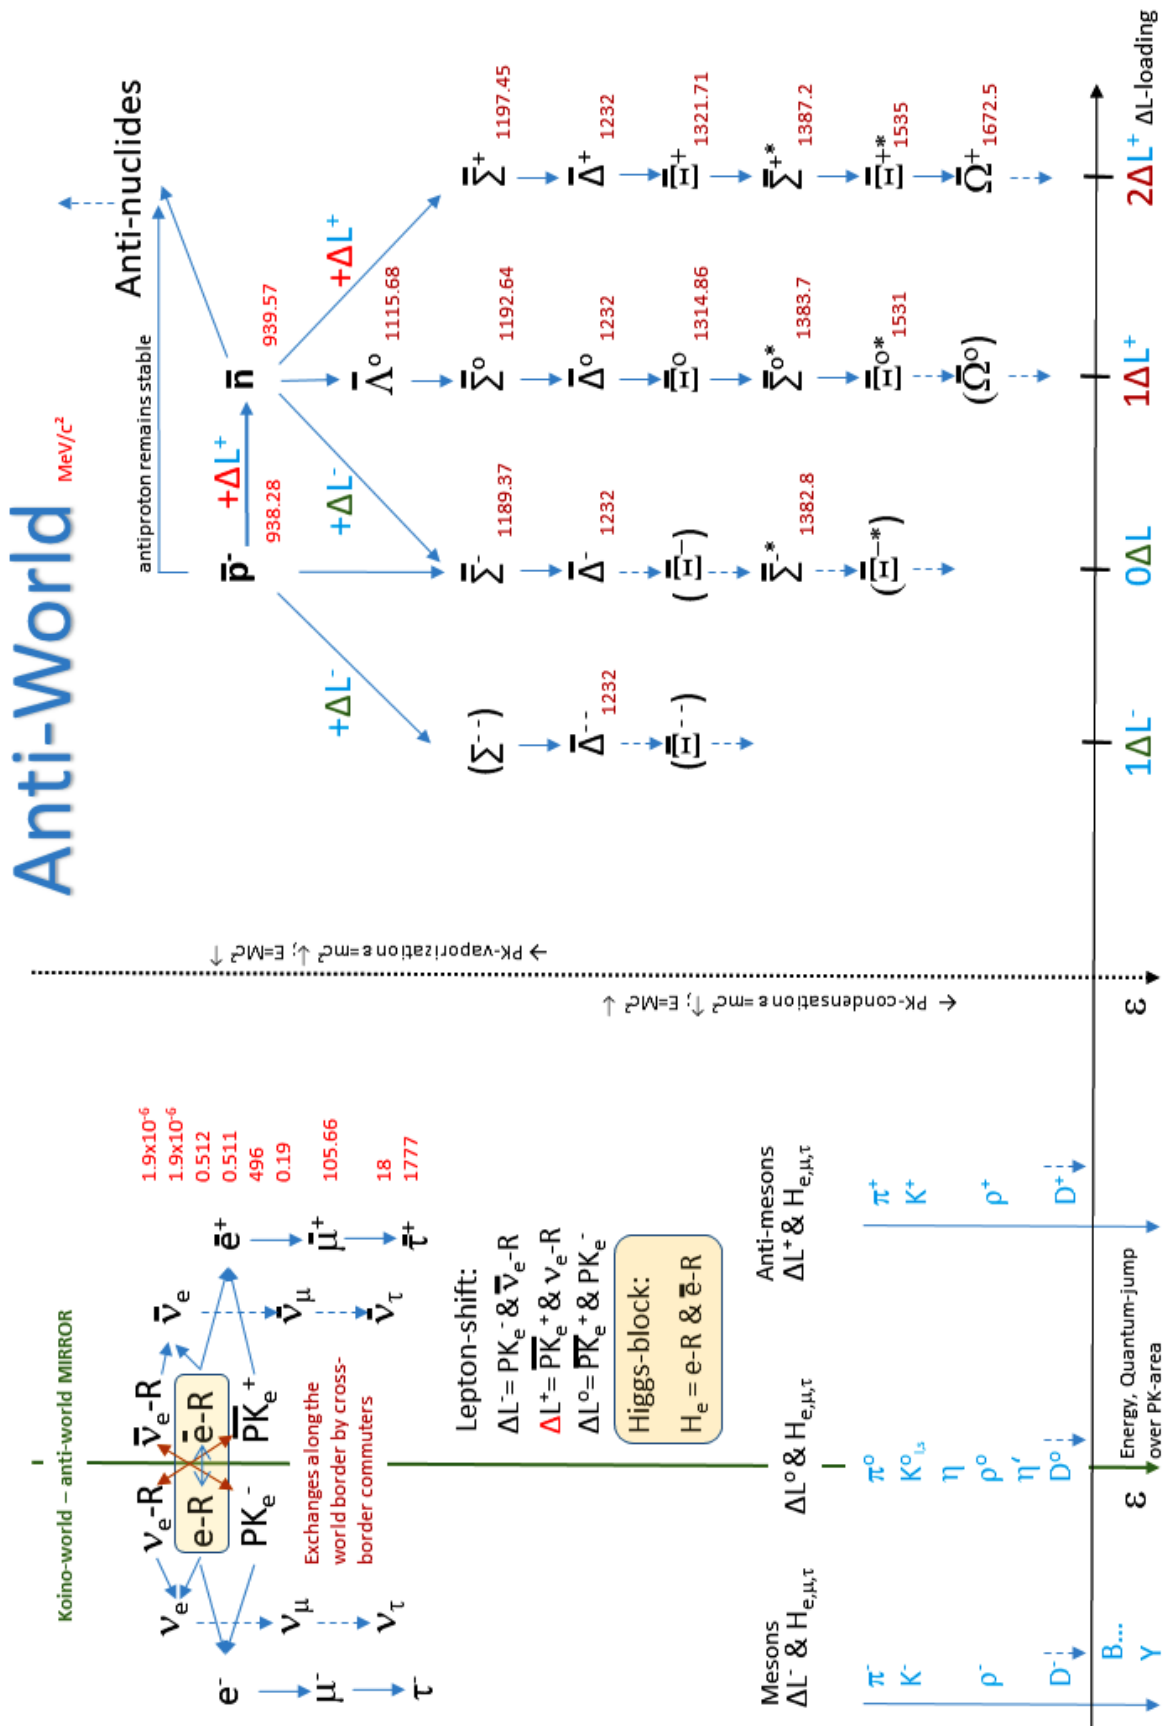 Anti-World
MeV/c²
Koino-world – anti-world MIRROR
νe-R
ν̅e-R
1.9x10⁻⁶
νe
ν̅e
1.9x10⁻⁶
e-R
e̅-R
0.512
e⁻
e̅⁺
0.511
PKe⁻
P̅K̅e⁺
496
νμ
ν̅μ
0.19
Exchanges along the
world border by cross-
border commuters
μ⁻
μ̅⁺
105.66
ντ
ν̅τ
18
τ⁻
τ̅⁺
1777
Lepton-shift:
ΔL⁻= PKe⁻ & ν̅e-R
ΔL⁺= P̅K̅e⁺ & νe-R
ΔL⁰= P̅K̅e⁺ & PKe⁻
Higgs-block:
He = e-R & e̅-R
Mesons
ΔL⁻ & He,μ,τ
ΔL⁰ & He,μ,τ
Anti-mesons
ΔL⁺ & He,μ,τ
π⁻
π⁰
π⁺
K⁻
K⁰l,s
K⁺
η
ρ⁻
ρ⁰
ρ⁺
η′
D⁻
D⁰
D⁺
B...
Υ
ε
Energy, Quantum-jump
over PK-area
ε
→ PK-vaporization ε=mc² ↓; E=Mc² ↑
← PK-condensation ε=mc² ↑; E=Mc² ↓
Anti-nuclides
antiproton remains stable
p̅⁻
938.28
+ΔL⁺
n̅
939.57
+ΔL⁻
+ΔL⁻
+ΔL⁺
Λ̅⁰
1115.68
(Σ̅⁻⁻)
Σ̅⁻
1189.37
Σ̅⁰
1192.64
Σ̅⁺
1197.45
Δ̅⁻⁻
1232
Δ̅⁻
1232
Δ̅⁰
1232
Δ̅⁺
1232
(Ξ̅⁻⁻)
(Ξ̅⁻)
Ξ̅⁰
1314.86
Ξ̅⁺
1321.71
Σ̅⁻*
1382.8
Σ̅⁰*
1383.7
Σ̅⁺*
1387.2
(Ξ̅⁻*)
Ξ̅⁰*
1531
Ξ̅⁺*
1535
(Ω̅⁰)
Ω̅⁺
1672.5
1ΔL⁻
0ΔL
1ΔL⁺
2ΔL⁺
ΔL-loading